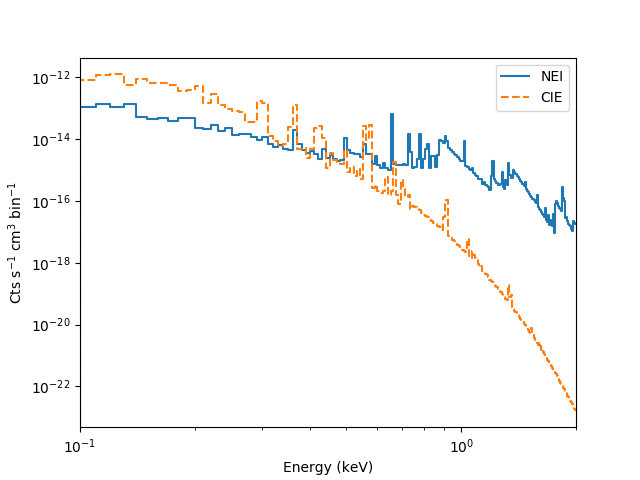 NEI
CIE
10⁻¹²
10⁻¹⁴
10⁻¹⁶
10⁻¹⁸
10⁻²⁰
10⁻²²
Cts s⁻¹ cm³ bin⁻¹
10⁻¹
10⁰
Energy (keV)